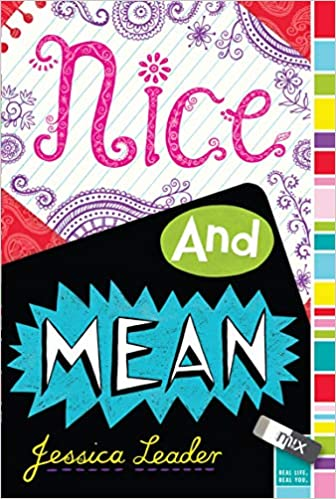 nice
And
MEAN
Jessica Leader
mix
REAL LIFE.
REAL YOU.